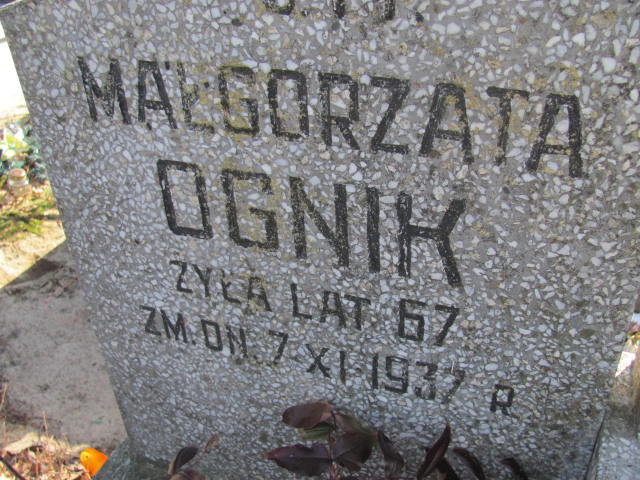 MAŁGORZATA
OGNIK
ŻYŁA LAT 67
ZM. DN. 7 XI 1937 R